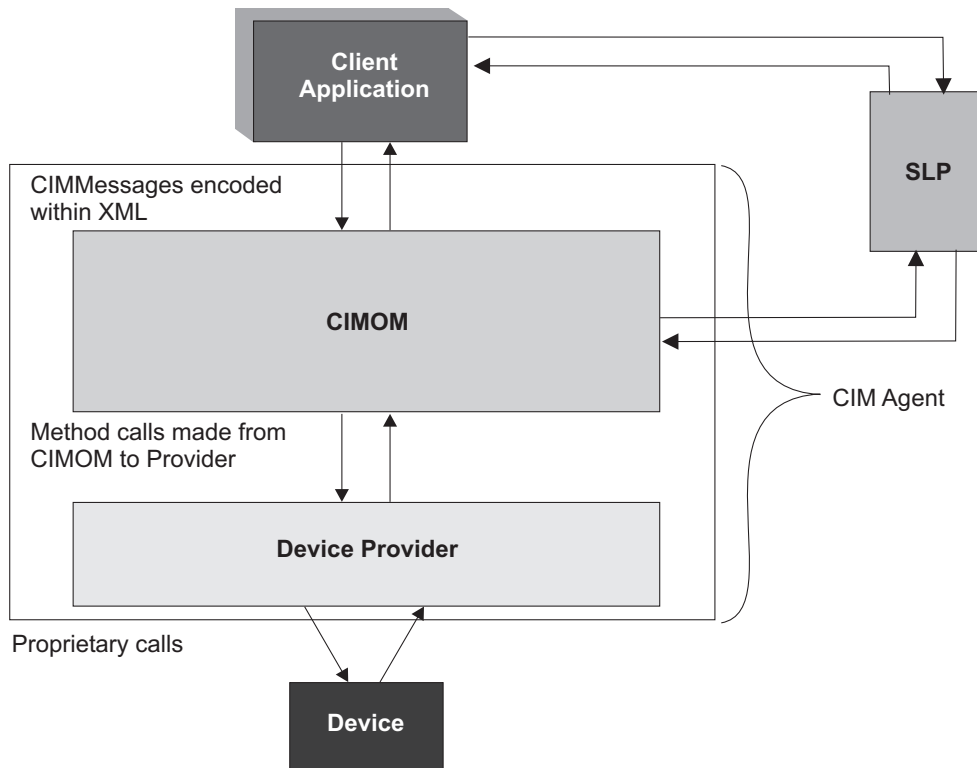 Client
Application
SLP
CIMMessages encoded
within XML
CIMOM
CIM Agent
Method calls made from
CIMOM to Provider
Device Provider
Proprietary calls
Device